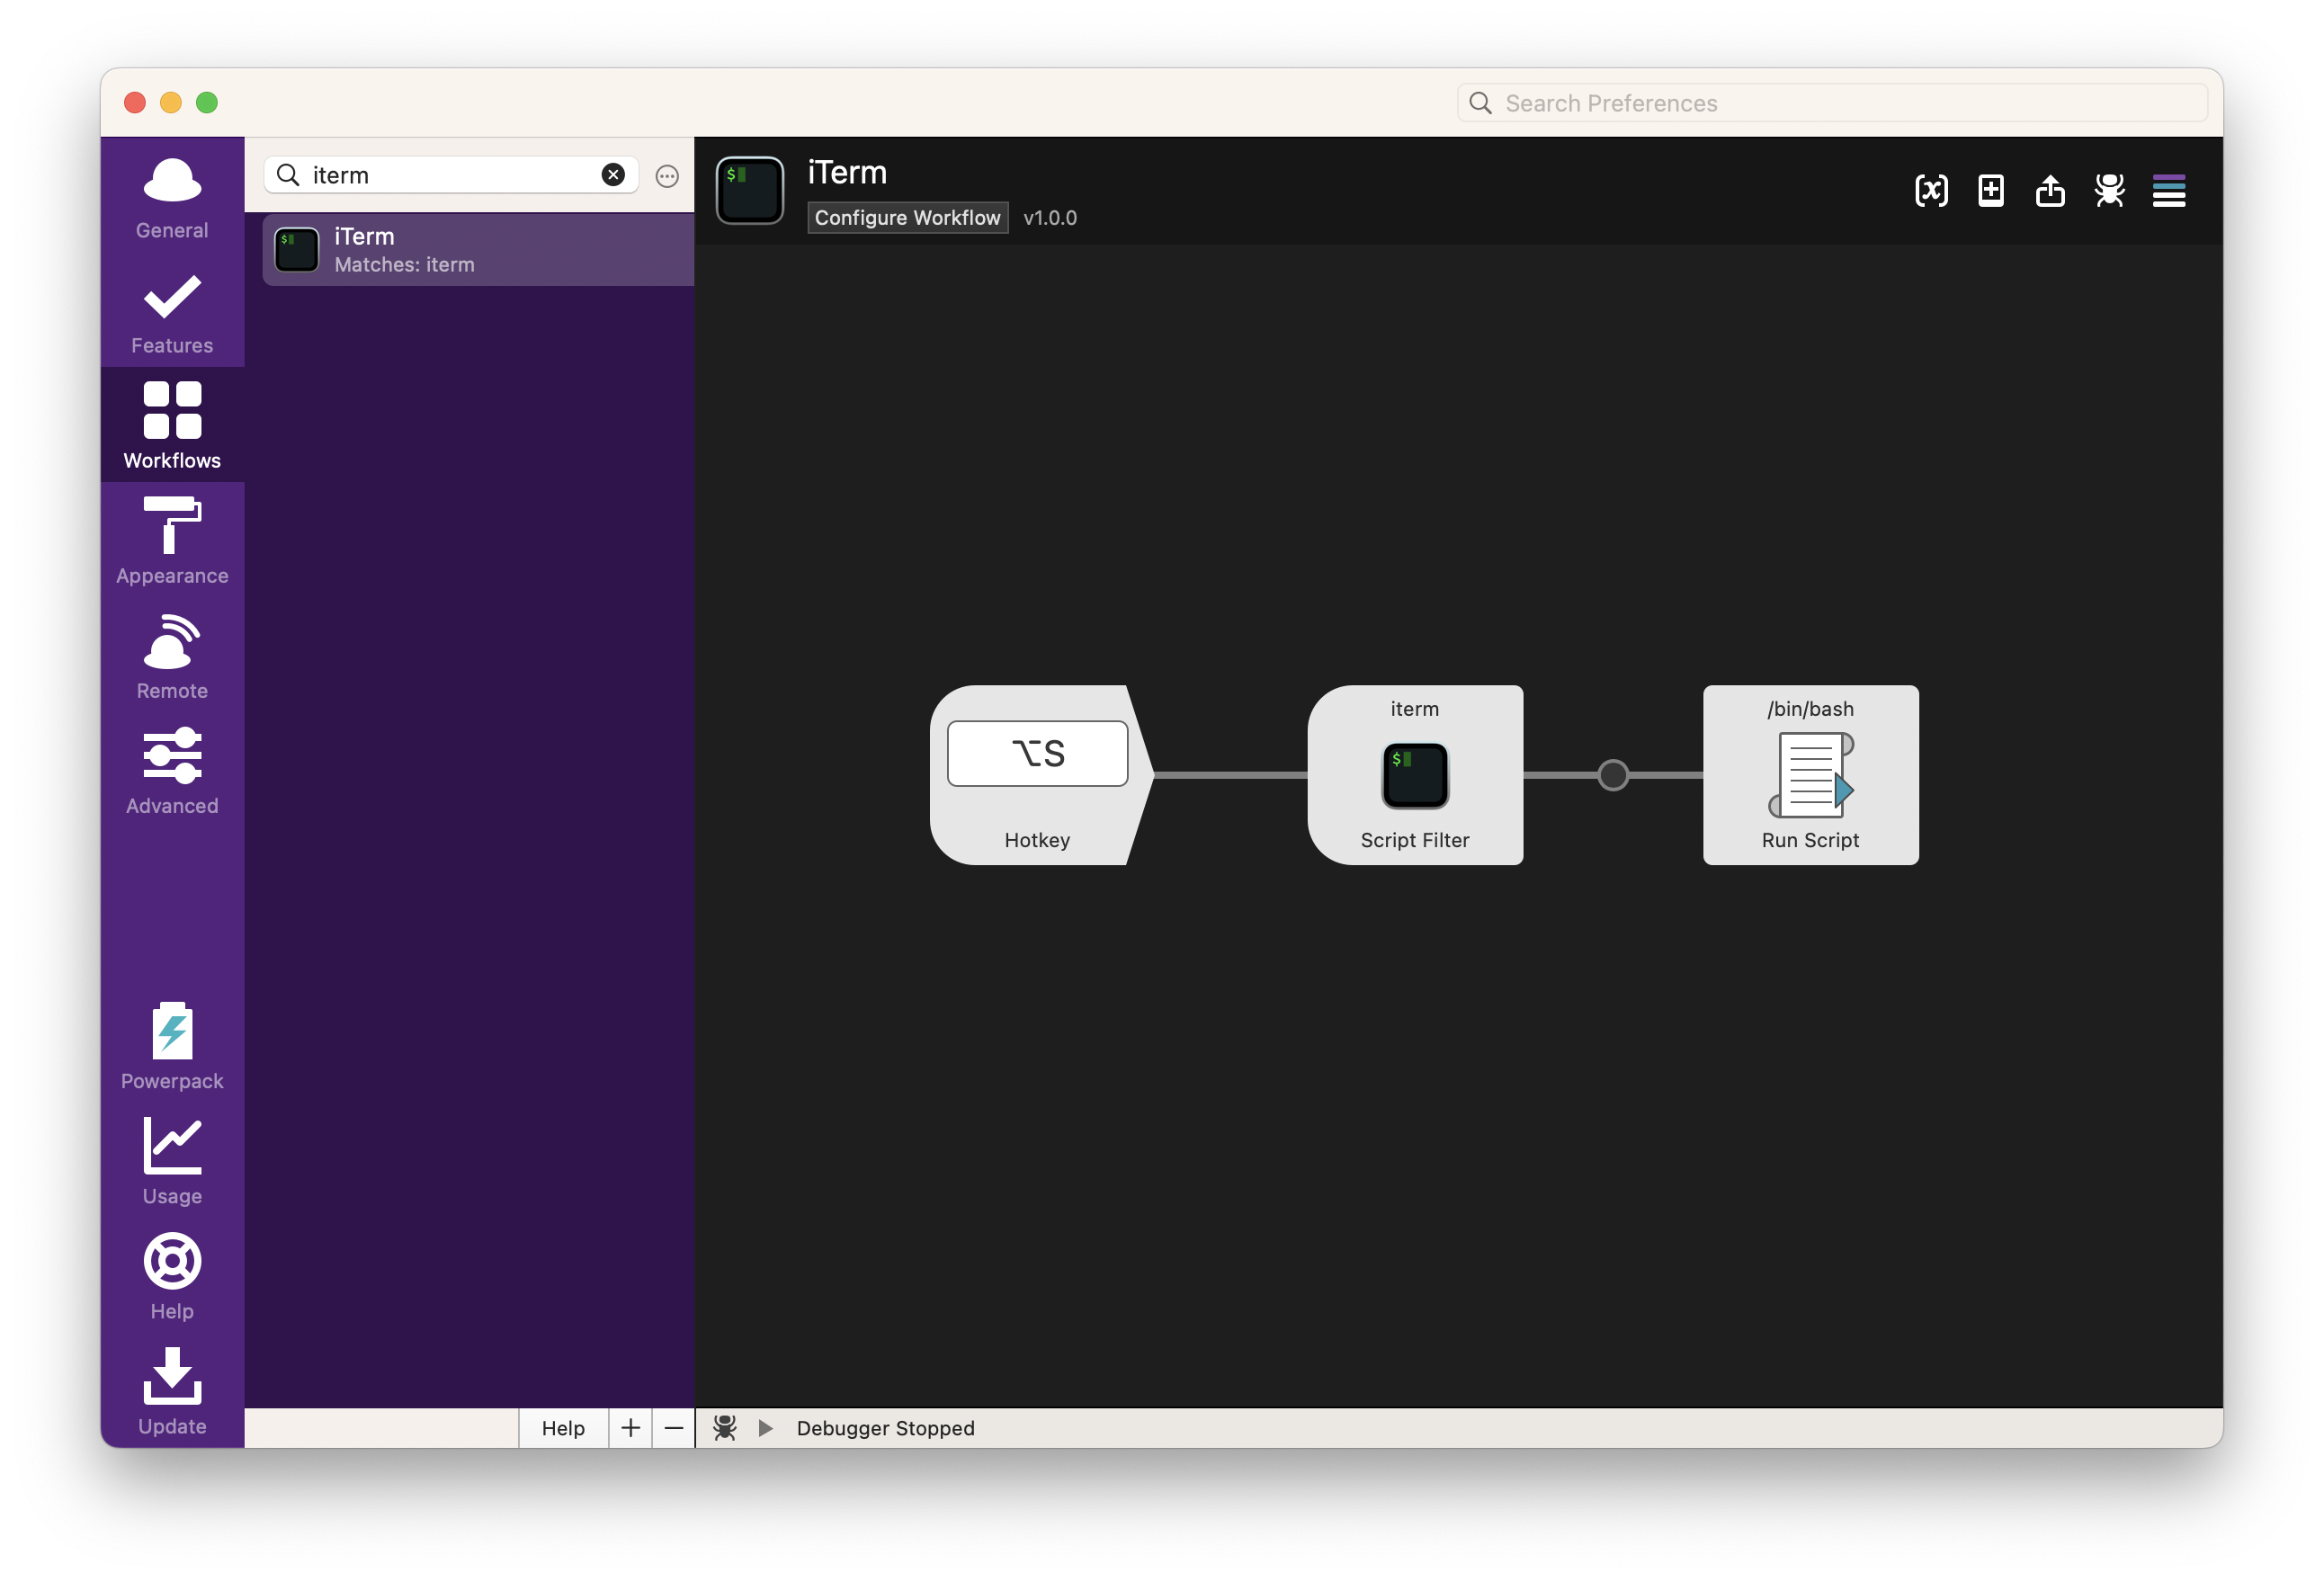 Search Preferences
General
Features
Workflows
Appearance
Remote
Advanced
Powerpack
Usage
Help
Update
iterm
iTerm
Matches: iterm
Help
iTerm
Configure Workflow v1.0.0
⌥S
Hotkey
iterm
$
Script Filter
/bin/bash
Run Script
Debugger Stopped